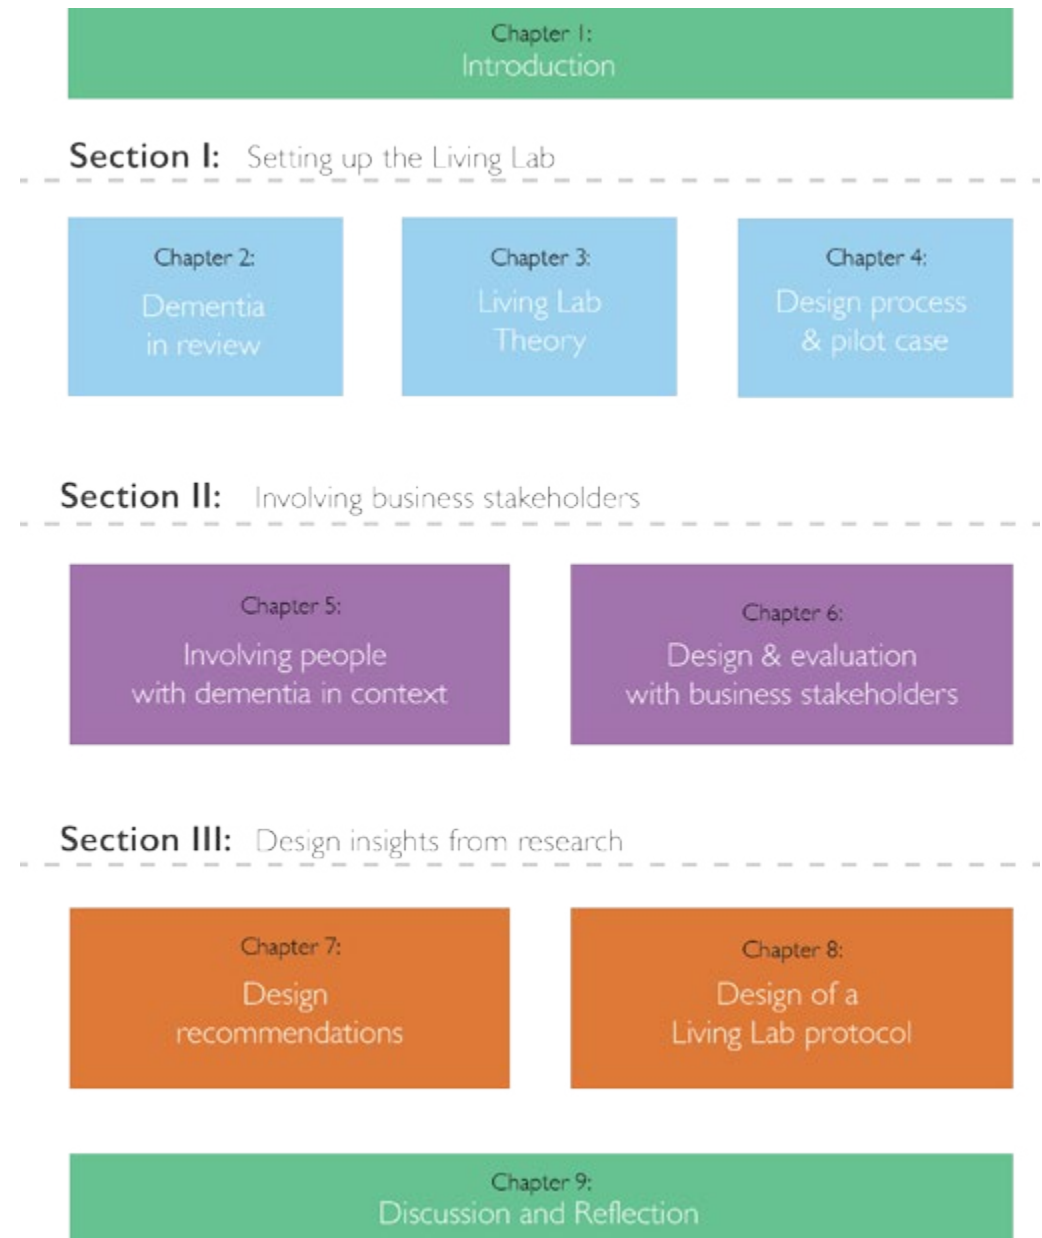 Chapter 1:
Introduction
Section I: Setting up the Living Lab
Chapter 2:
Dementia
in review
Chapter 3:
Living Lab
Theory
Chapter 4:
Design process
& pilot case
Section II: Involving business stakeholders
Chapter 5:
Involving people
with dementia in context
Chapter 6:
Design & evaluation
with business stakeholders
Section III: Design insights from research
Chapter 7:
Design
recommendations
Chapter 8:
Design of a
Living Lab protocol
Chapter 9:
Discussion and Reflection